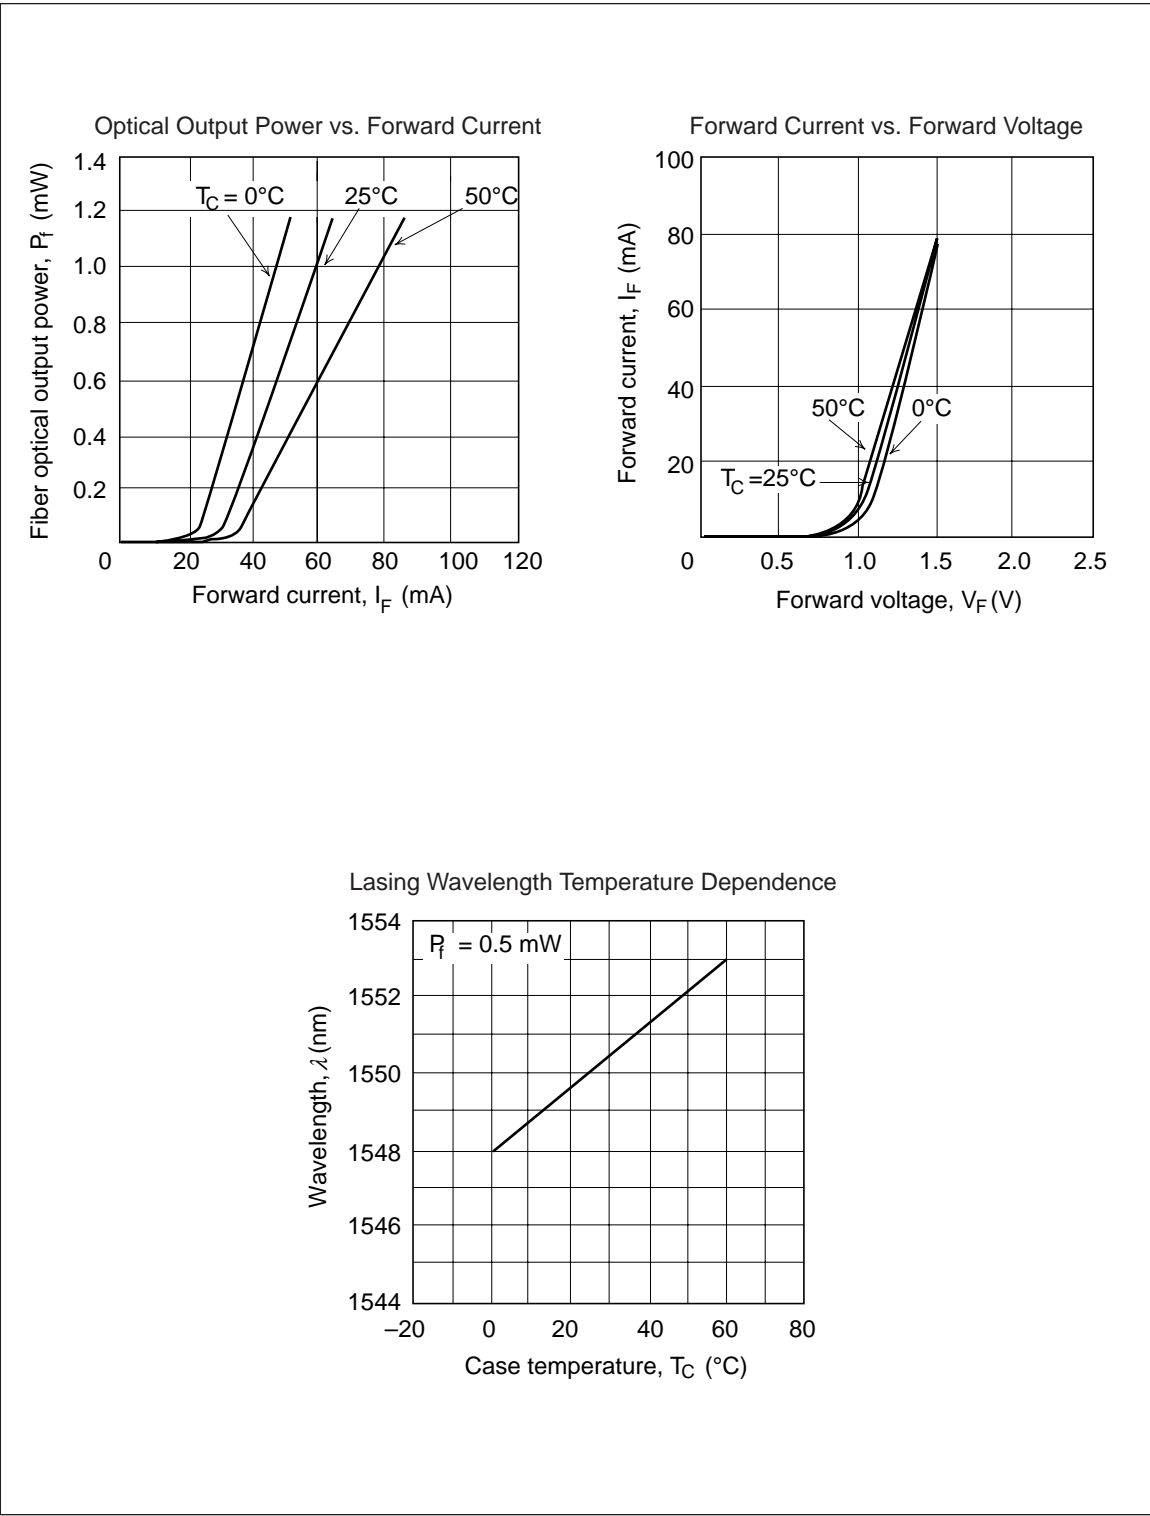 Optical Output Power vs. Forward Current
Fiber optical output power, Pf (mW)
1.4
1.2
1.0
0.8
0.6
0.4
0.2
TC = 0°C
25°C
50°C
0 20 40 60 80 100 120
Forward current, IF (mA)
Forward Current vs. Forward Voltage
Forward current, IF (mA)
100
80
60
40
20
50°C
0°C
TC =25°C
0 0.5 1.0 1.5 2.0 2.5
Forward voltage, VF (V)
Lasing Wavelength Temperature Dependence
Wavelength, λ (nm)
1554
1552
1550
1548
1546
1544
Pf = 0.5 mW
–20 0 20 40 60 80
Case temperature, TC (°C)